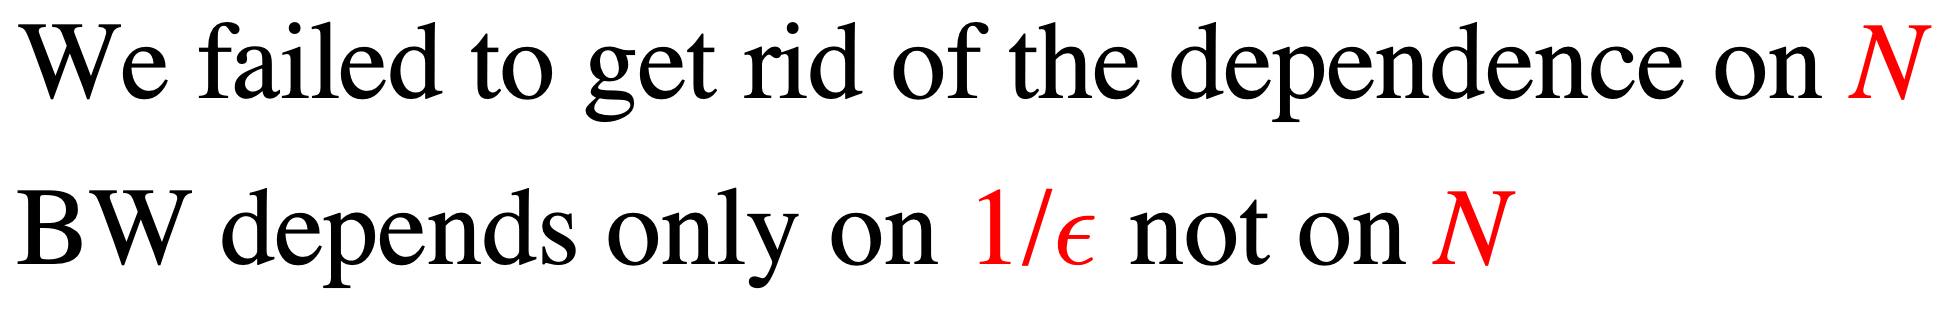 We failed to get rid of the dependence on N
BW depends only on 1/ϵ not on N